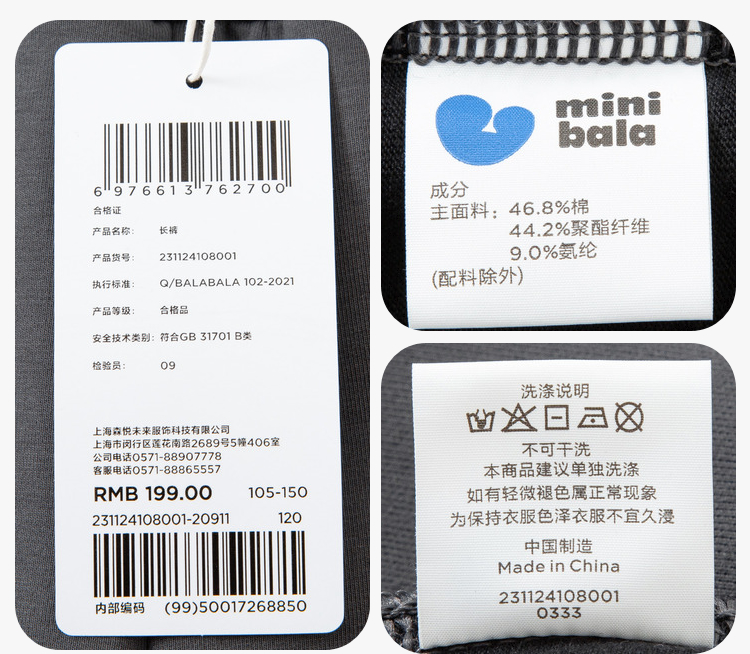 6 976613 762700
合格证
产品名称： 长裤
产品货号： 231124108001
执行标准： Q/BALABALA 102-2021
产品等级： 合格品
安全技术类别： 符合GB 31701 B类
检验员： 09
上海森悦未来服饰科技有限公司
上海市闵行区莲花南路2689号5幢406室
公司电话0571-88907778
客服电话0571-88865557
RMB 199.00 105-150
231124108001-20911 120
内部编码 (99)50017268850
mini
bala
成分
主面料：46.8%棉
44.2%聚酯纤维
9.0%氨纶
(配料除外)
洗涤说明
不可干洗
本商品建议单独洗涤
如有轻微褪色属正常现象
为保持衣服色泽衣服不宜久浸
中国制造
Made in China
231124108001
0333